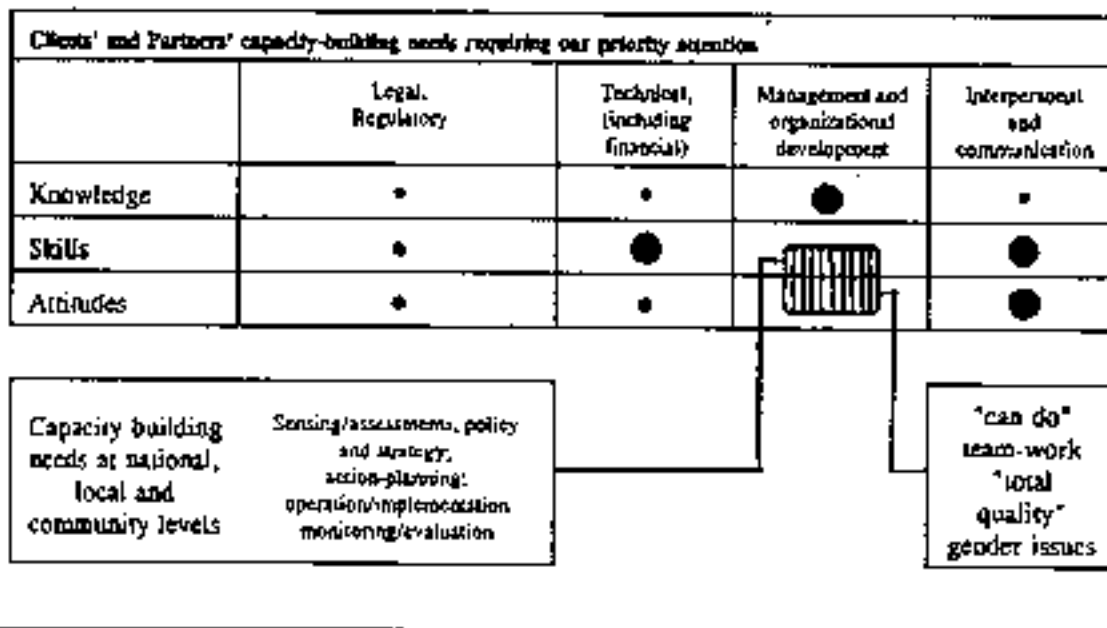 Clients' and Partners' capacity-building needs requiring our priority attention
Legal,
Regulatory
Technical,
(including
financial)
Management and
organizational
development
Interpersonal
and
communication
Knowledge
Skills
Attitudes
Capacity building
needs at national,
local and
community levels
Sensing/assessments, policy
and strategy,
action-planning;
operation/implementation
monitoring/evaluation
"can do"
team-work
"total
quality"
gender issues